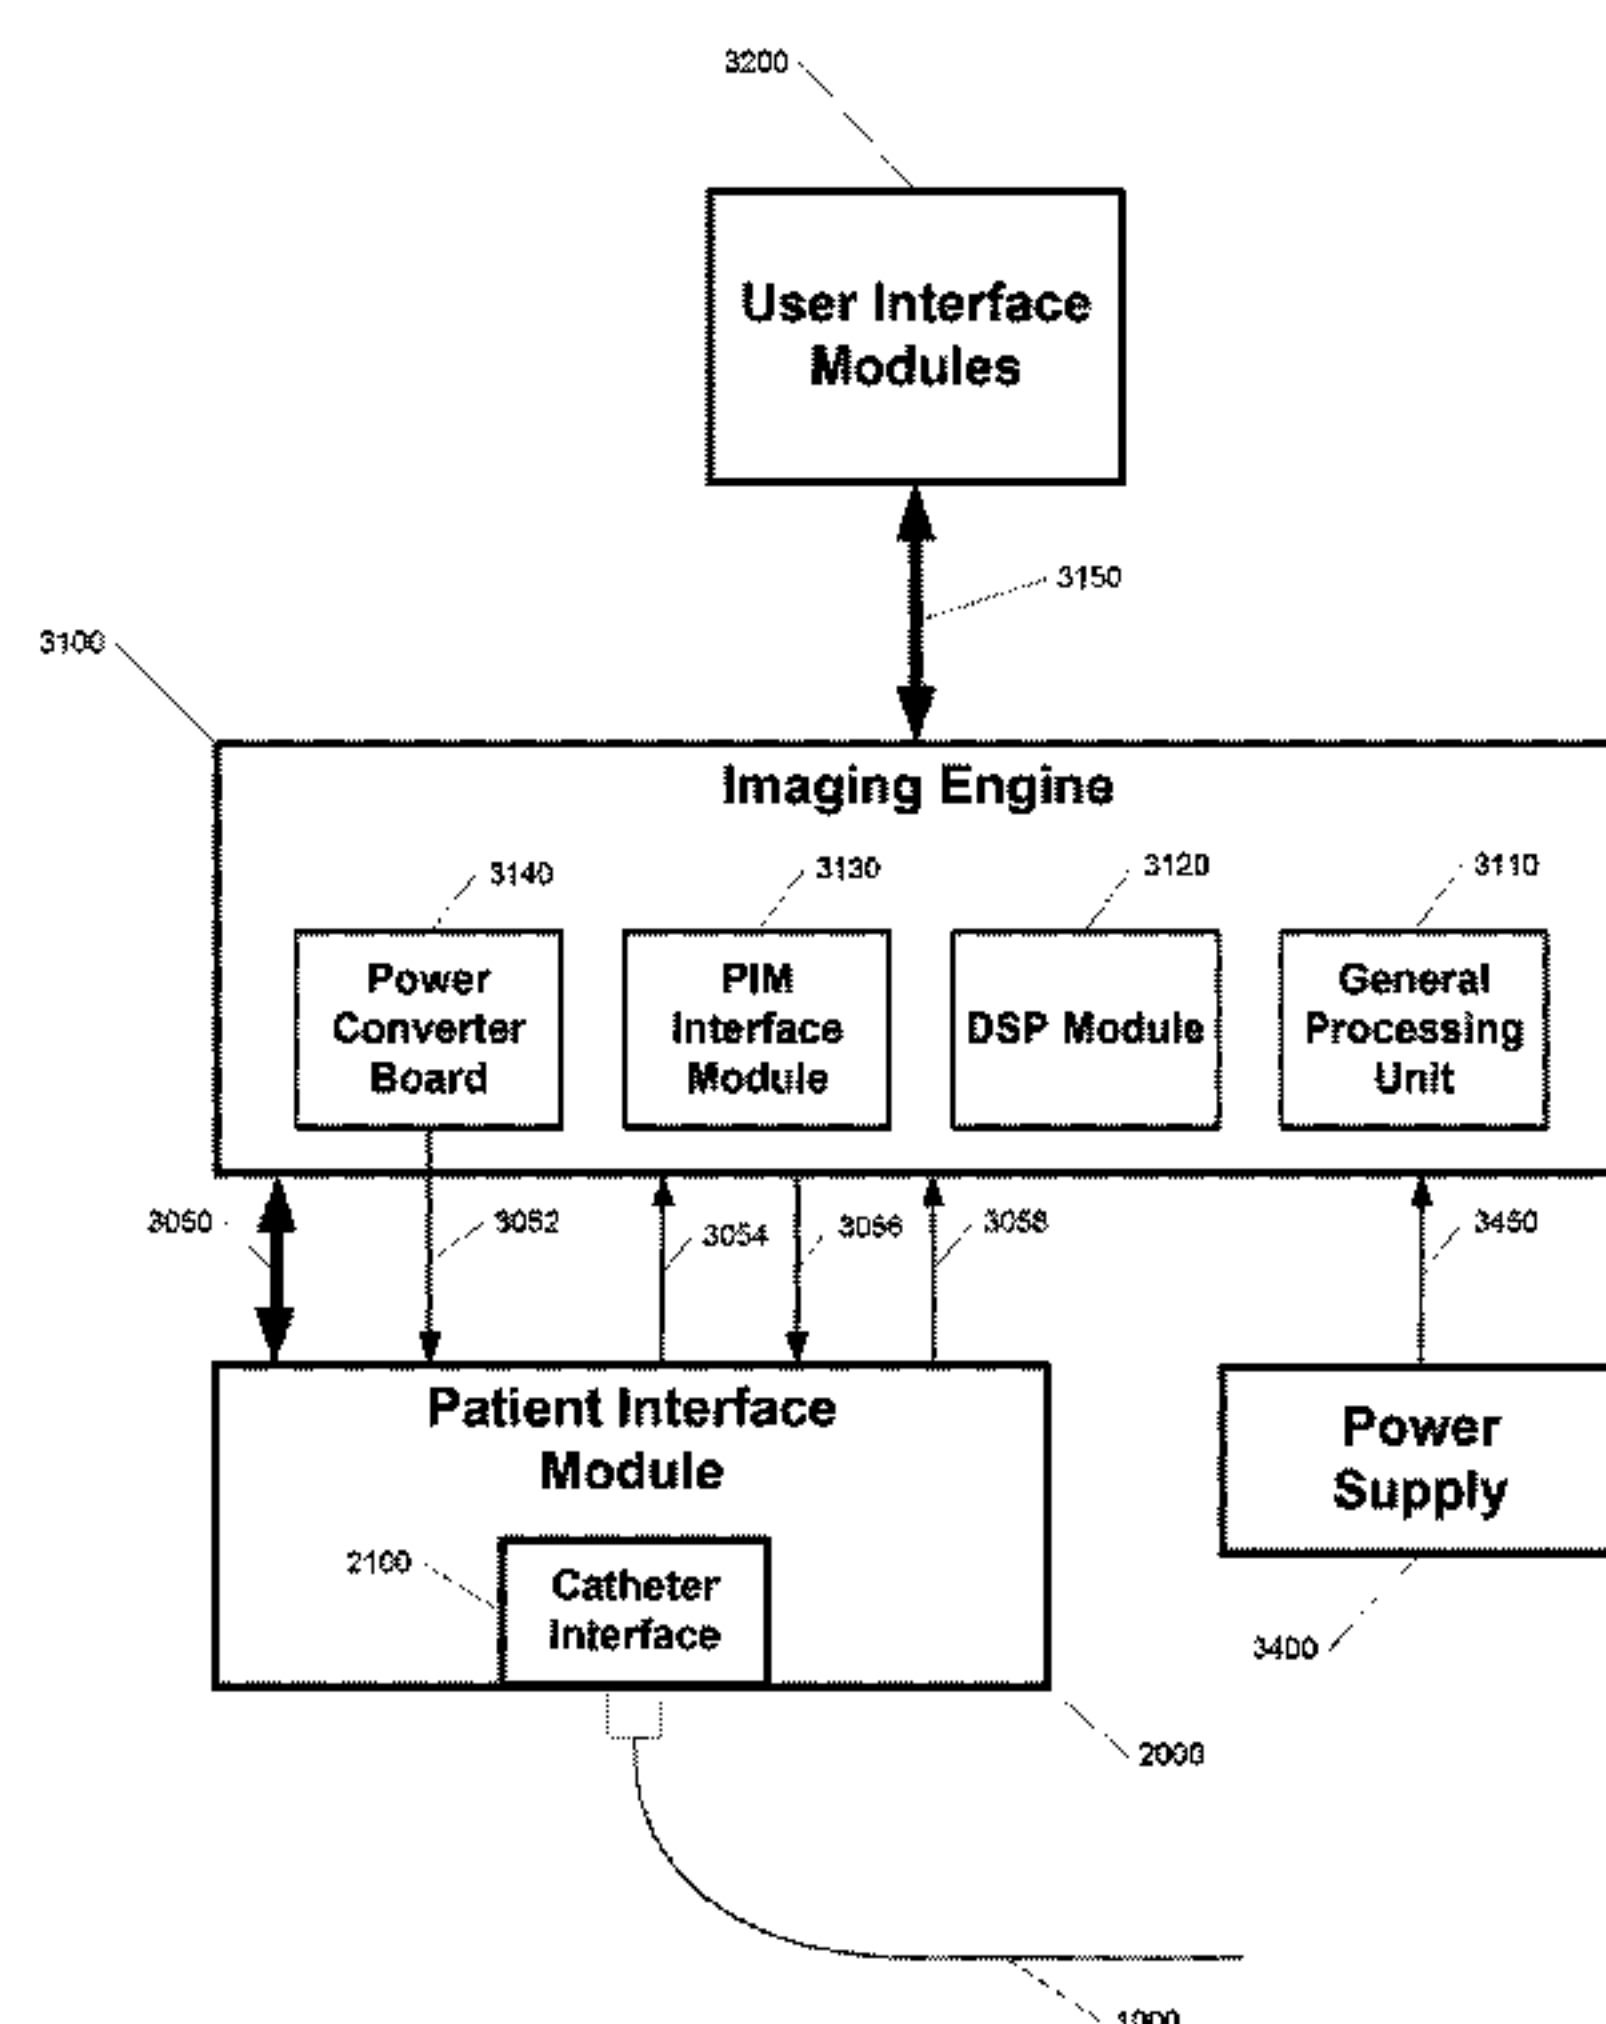 3200
User Interface
Modules
3150
3100
Imaging Engine
3140
3130
3120
3110
Power
Converter
Board
PIM
Interface
Module
DSP Module
General
Processing
Unit
3050
3052
3054
3056
3058
3450
Patient Interface
Module
Power
Supply
2100
Catheter
Interface
3400
2000